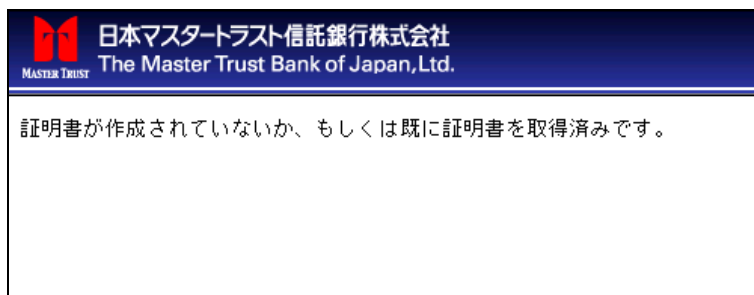 日本マスタートラスト信託銀行株式会社
MASTER TRUST The Master Trust Bank of Japan,Ltd.
証明書が作成されていないか、もしくは既に証明書を取得済みです。